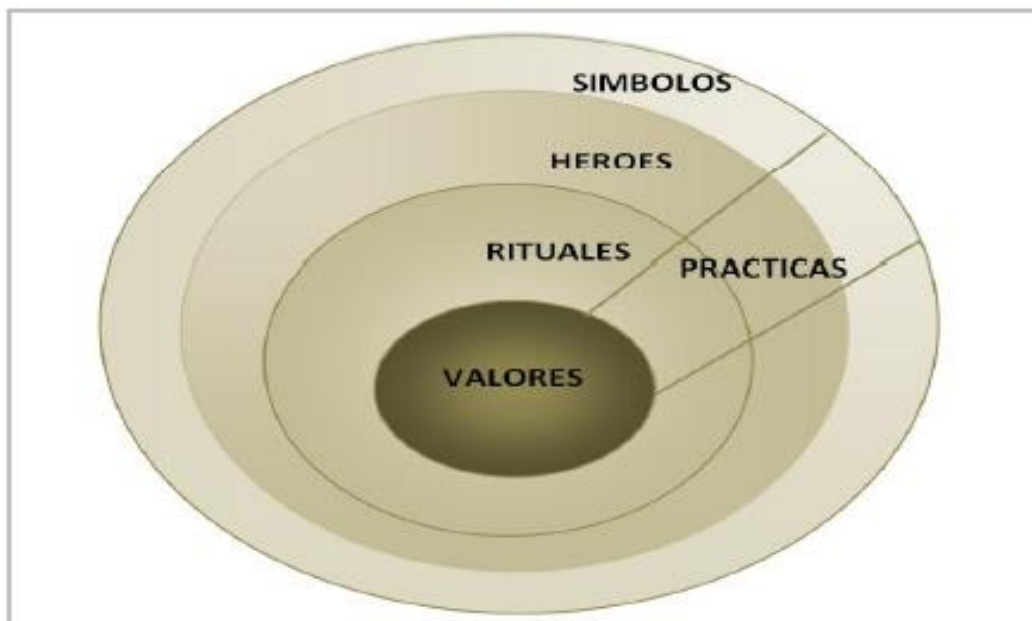 SIMBOLOS
HEROES
RITUALES
PRACTICAS
VALORES